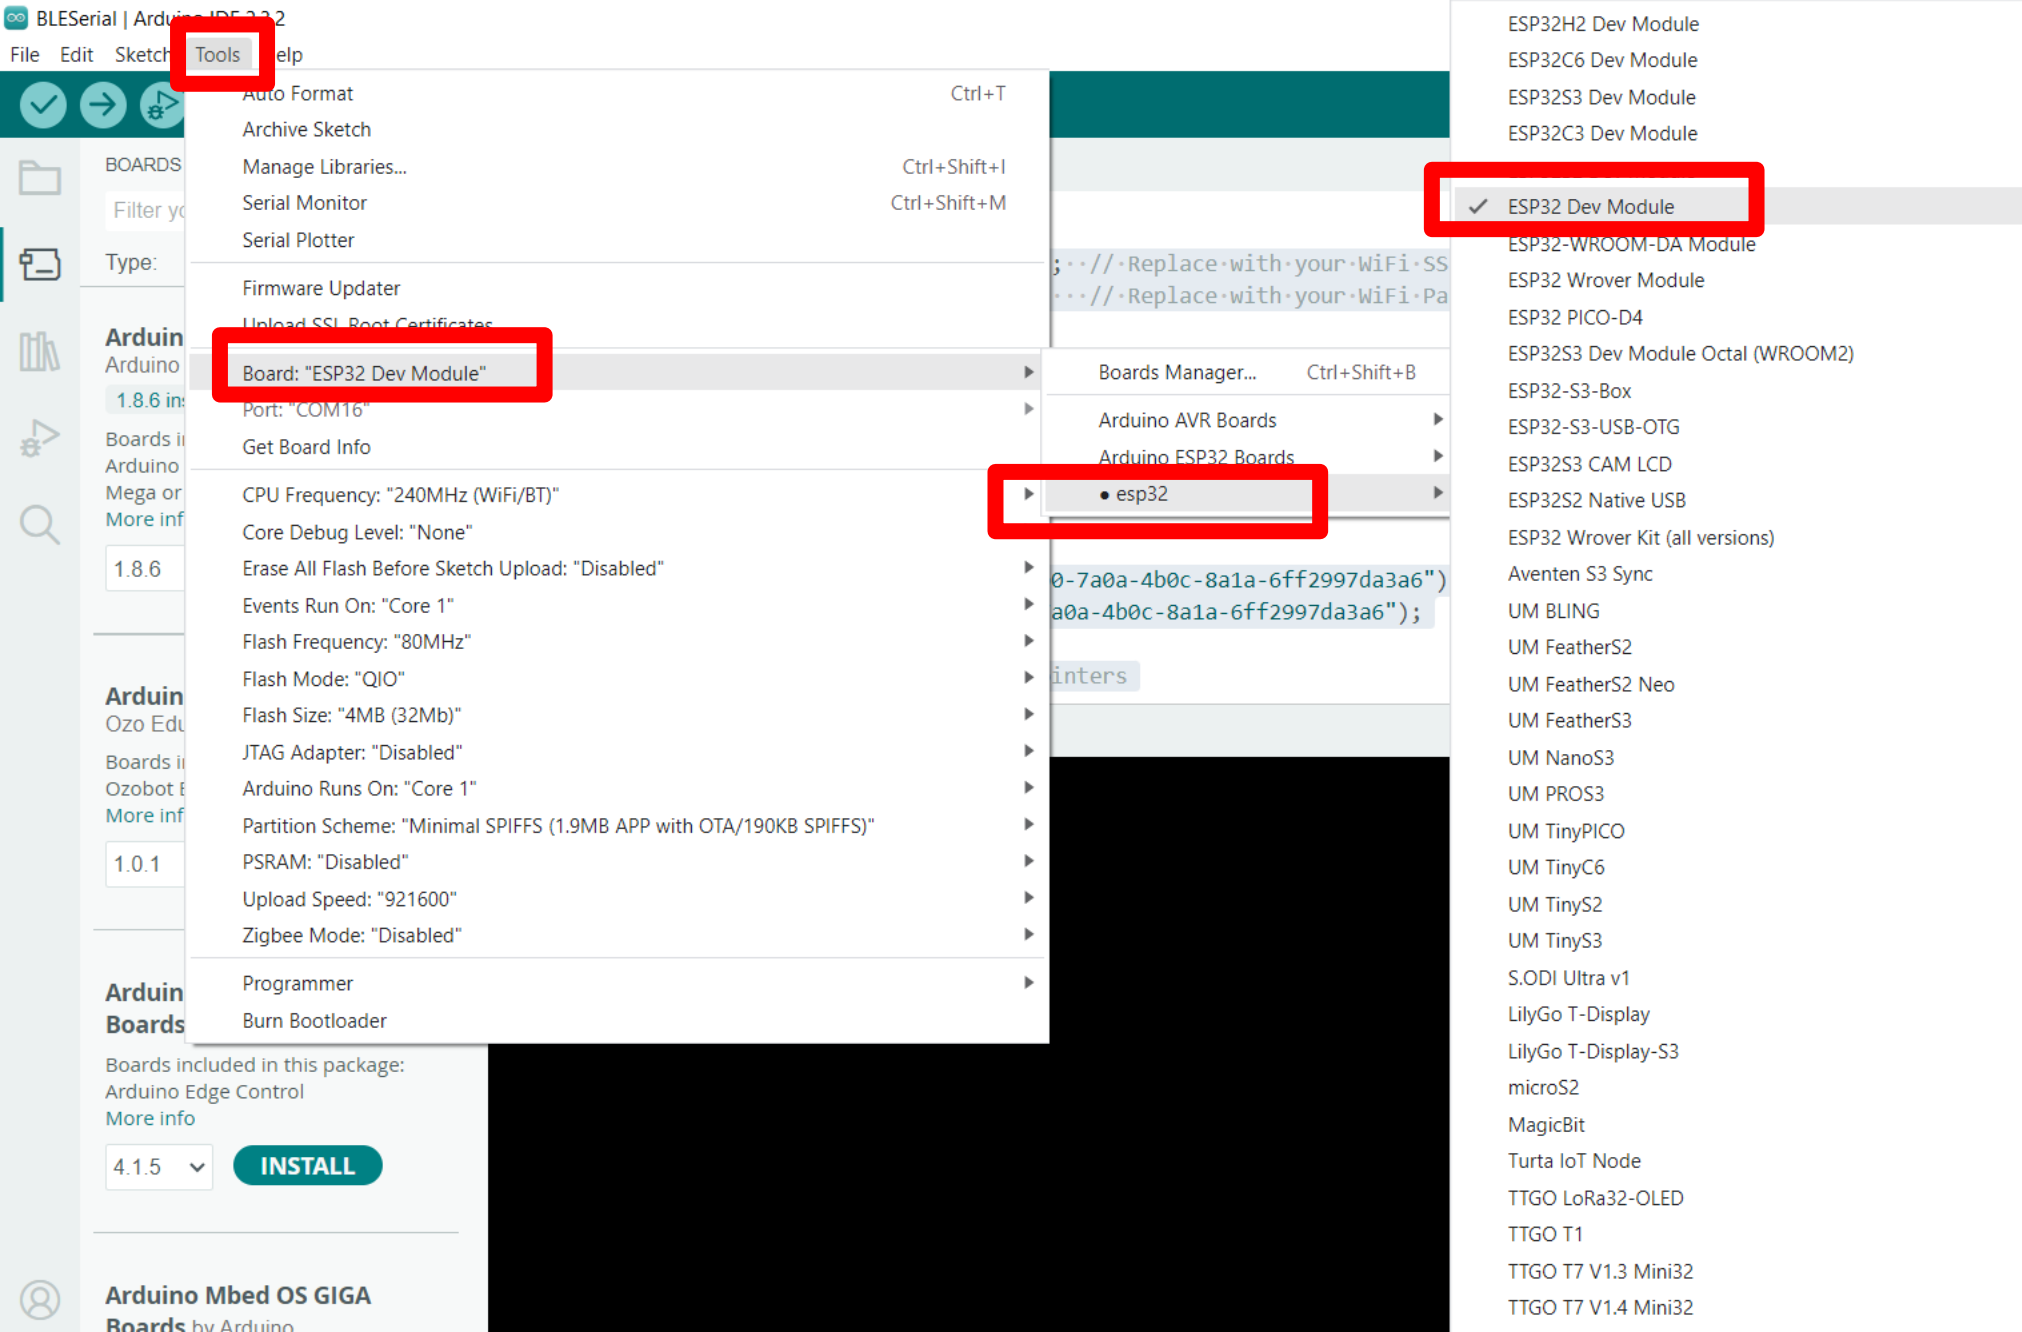 BLESerial | Arduino IDE 2.3.2
File Edit Sketch Tools Help
Auto Format Ctrl+T
Archive Sketch
Manage Libraries... Ctrl+Shift+I
Serial Monitor Ctrl+Shift+M
Serial Plotter
Firmware Updater
Upload SSL Root Certificates
Board: "ESP32 Dev Module"
Port: "COM16"
Get Board Info
CPU Frequency: "240MHz (WiFi/BT)"
Core Debug Level: "None"
Erase All Flash Before Sketch Upload: "Disabled"
Events Run On: "Core 1"
Flash Frequency: "80MHz"
Flash Mode: "QIO"
Flash Size: "4MB (32Mb)"
JTAG Adapter: "Disabled"
Arduino Runs On: "Core 1"
Partition Scheme: "Minimal SPIFFS (1.9MB APP with OTA/190KB SPIFFS)"
PSRAM: "Disabled"
Upload Speed: "921600"
Zigbee Mode: "Disabled"
Programmer
Burn Bootloader
BOARDS
Filter yo
Type:
Arduin
Arduino
1.8.6 ins
Boards i
Arduino
Mega or
More inf
1.8.6
Arduin
Ozo Edu
Boards i
Ozobot E
More inf
1.0.1
Arduin
Boards
Boards included in this package:
Arduino Edge Control
More info
4.1.5 INSTALL
Arduino Mbed OS GIGA
Boards by Arduino
; ··//·Replace·with·your·WiFi·SS
···//·Replace·with·your·WiFi·Pa
Boards Manager... Ctrl+Shift+B
Arduino AVR Boards
Arduino ESP32 Boards
● esp32
0-7a0a-4b0c-8a1a-6ff2997da3a6")
a0a-4b0c-8a1a-6ff2997da3a6");
inters
ESP32H2 Dev Module
ESP32C6 Dev Module
ESP32S3 Dev Module
ESP32C3 Dev Module
✓ ESP32 Dev Module
ESP32-WROOM-DA Module
ESP32 Wrover Module
ESP32 PICO-D4
ESP32S3 Dev Module Octal (WROOM2)
ESP32-S3-Box
ESP32-S3-USB-OTG
ESP32S3 CAM LCD
ESP32S2 Native USB
ESP32 Wrover Kit (all versions)
Aventen S3 Sync
UM BLING
UM FeatherS2
UM FeatherS2 Neo
UM FeatherS3
UM NanoS3
UM PROS3
UM TinyPICO
UM TinyC6
UM TinyS2
UM TinyS3
S.ODI Ultra v1
LilyGo T-Display
LilyGo T-Display-S3
microS2
MagicBit
Turta IoT Node
TTGO LoRa32-OLED
TTGO T1
TTGO T7 V1.3 Mini32
TTGO T7 V1.4 Mini32